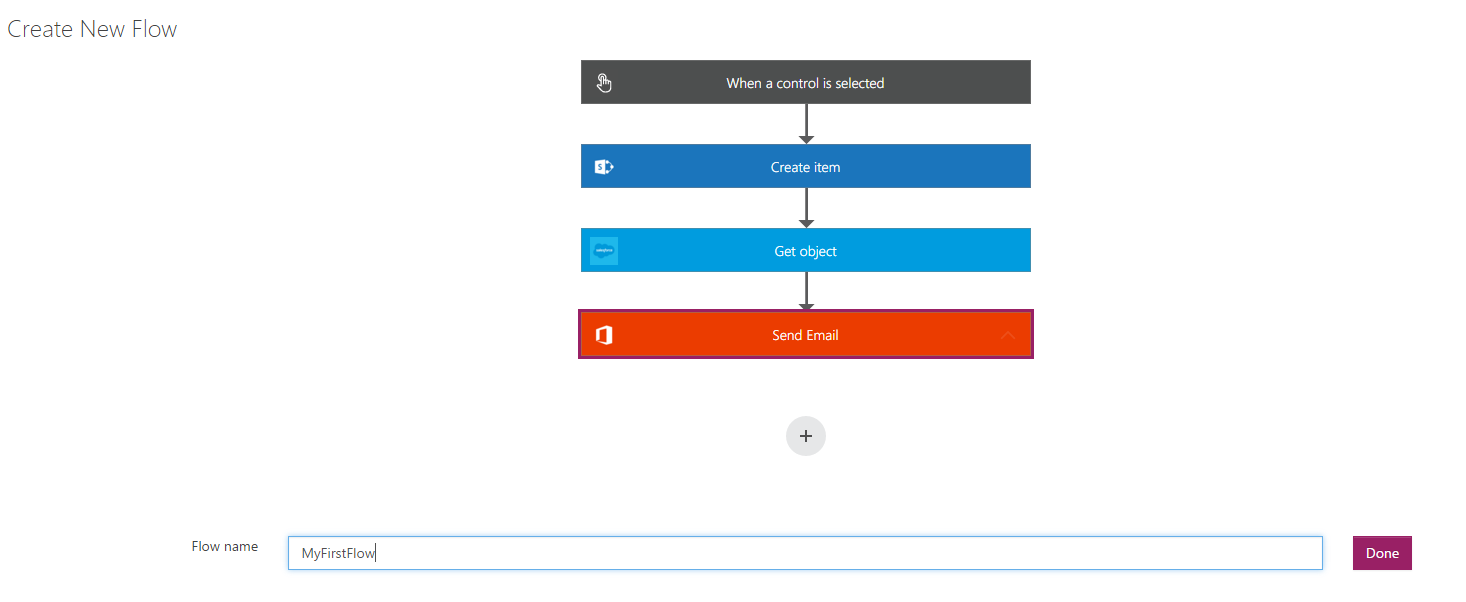 Create New Flow
When a control is selected
Create item
Get object
Send Email
Flow name
MyFirstFlow
Done